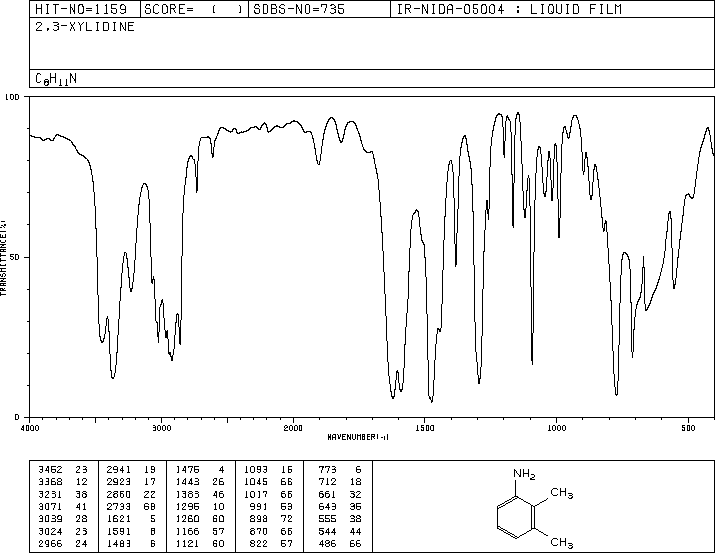 HIT-NO=1159 SCORE= ( ) SDBS-NO=735 IR-NIDA-05004 : LIQUID FILM
2,3-XYLIDINE
C8H11N
100
50
0
TRANSMITTANCE(%)
4000 3000 2000 1500 1000 500
WAVENUMBER(-1)
3462 23 2941 19 1476 4 1093 16 773 6
3368 12 2923 17 1443 26 1045 66 712 18
3231 38 2860 22 1383 46 1017 66 661 32
3071 41 2733 68 1296 10 991 53 643 35
3039 28 1621 5 1260 60 898 72 555 38
3024 23 1591 8 1166 57 870 66 544 44
2966 24 1483 6 1121 60 822 57 486 66
NH2
CH3
CH3